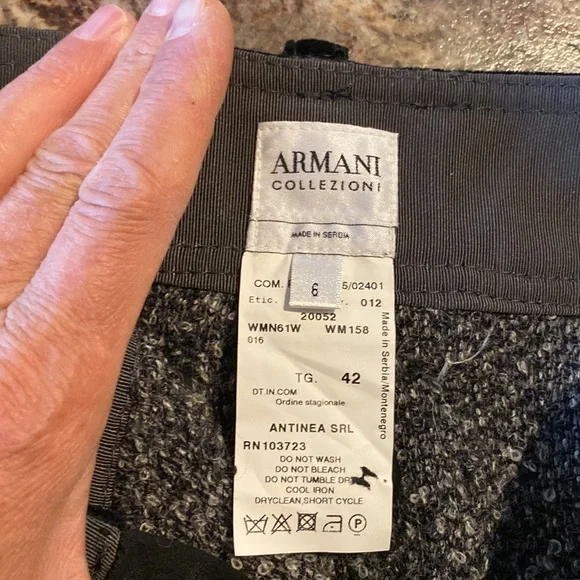 ARMANI
COLLEZIONI
MADE IN SERBIA
6
COM. 5/02401
Etic. 012
20052
WMN61W WM158
016
Made in Serbia/Montenegro
TG. 42
DT.IN.COM
Ordine stagionale
ANTINEA SRL
RN103723
DO NOT WASH
DO NOT BLEACH
DO NOT TUMBLE DRY
COOL IRON
DRYCLEAN,SHORT CYCLE
P